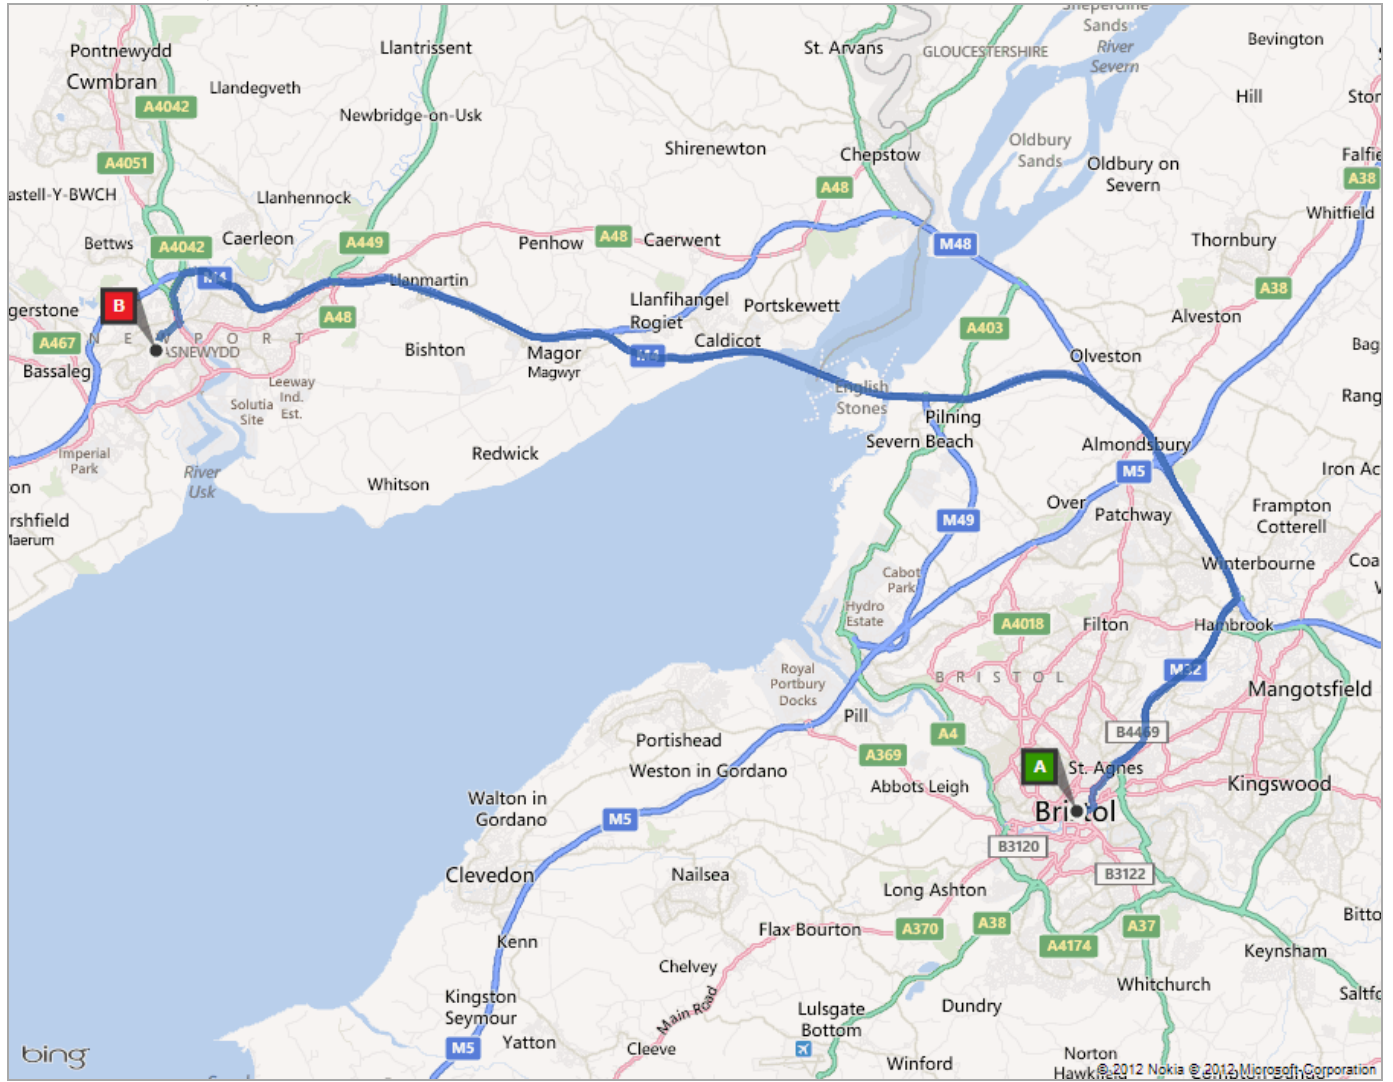 Sheperdine
Sands
River
Severn
Bevington
Pontnewydd
Cwmbran
Llantrissent
St. Arvans
GLOUCESTERSHIRE
Llandegveth
A4042
Newbridge-on-Usk
Hill
Oldbury
Sands
Shirenewton
Chepstow
Oldbury on
Severn
A4051
A48
A38
astell-Y-BWCH
Llanhennock
Whitfield
Bettws
A4042
Caerleon
A449
Penhow
A48
Caerwent
M48
Thornbury
M4
Llanmartin
A38
B
gerstone
Llanfihangel
Rogiet
Portskewett
Alveston
A48
A403
A467
NEWPORT
Bishton
Magor
Magwyr
M4
Caldicot
Olveston
Bassaleg
Leeway
Ind.
Est.
English
Stones
Solutia
Site
Pilning
Severn Beach
Almondsbury
Imperial
Park
River
Usk
Redwick
M5
Whitson
Over
Patchway
Frampton
Cotterell
M49
Winterbourne
Cabot
Park
Hydro
Estate
A4018
Filton
Hambrook
M32
BRISTOL
Royal
Portbury
Docks
Mangotsfield
Pill
A4
B4469
Portishead
A369
Weston in Gordano
A
St. Agnes
Abbots Leigh
Kingswood
Walton in
Gordano
M5
Bristol
B3120
Clevedon
Nailsea
B3122
Long Ashton
Flax Bourton
A370
A38
A37
A4174
Kenn
Keynsham
Chelvey
Whitchurch
Kingston
Seymour
Main Road
Lulsgate
Bottom
Dundry
M5
Yatton
Cleeve
Winford
Norton
bing
© 2012 Nokia © 2012 Microsoft Corporation